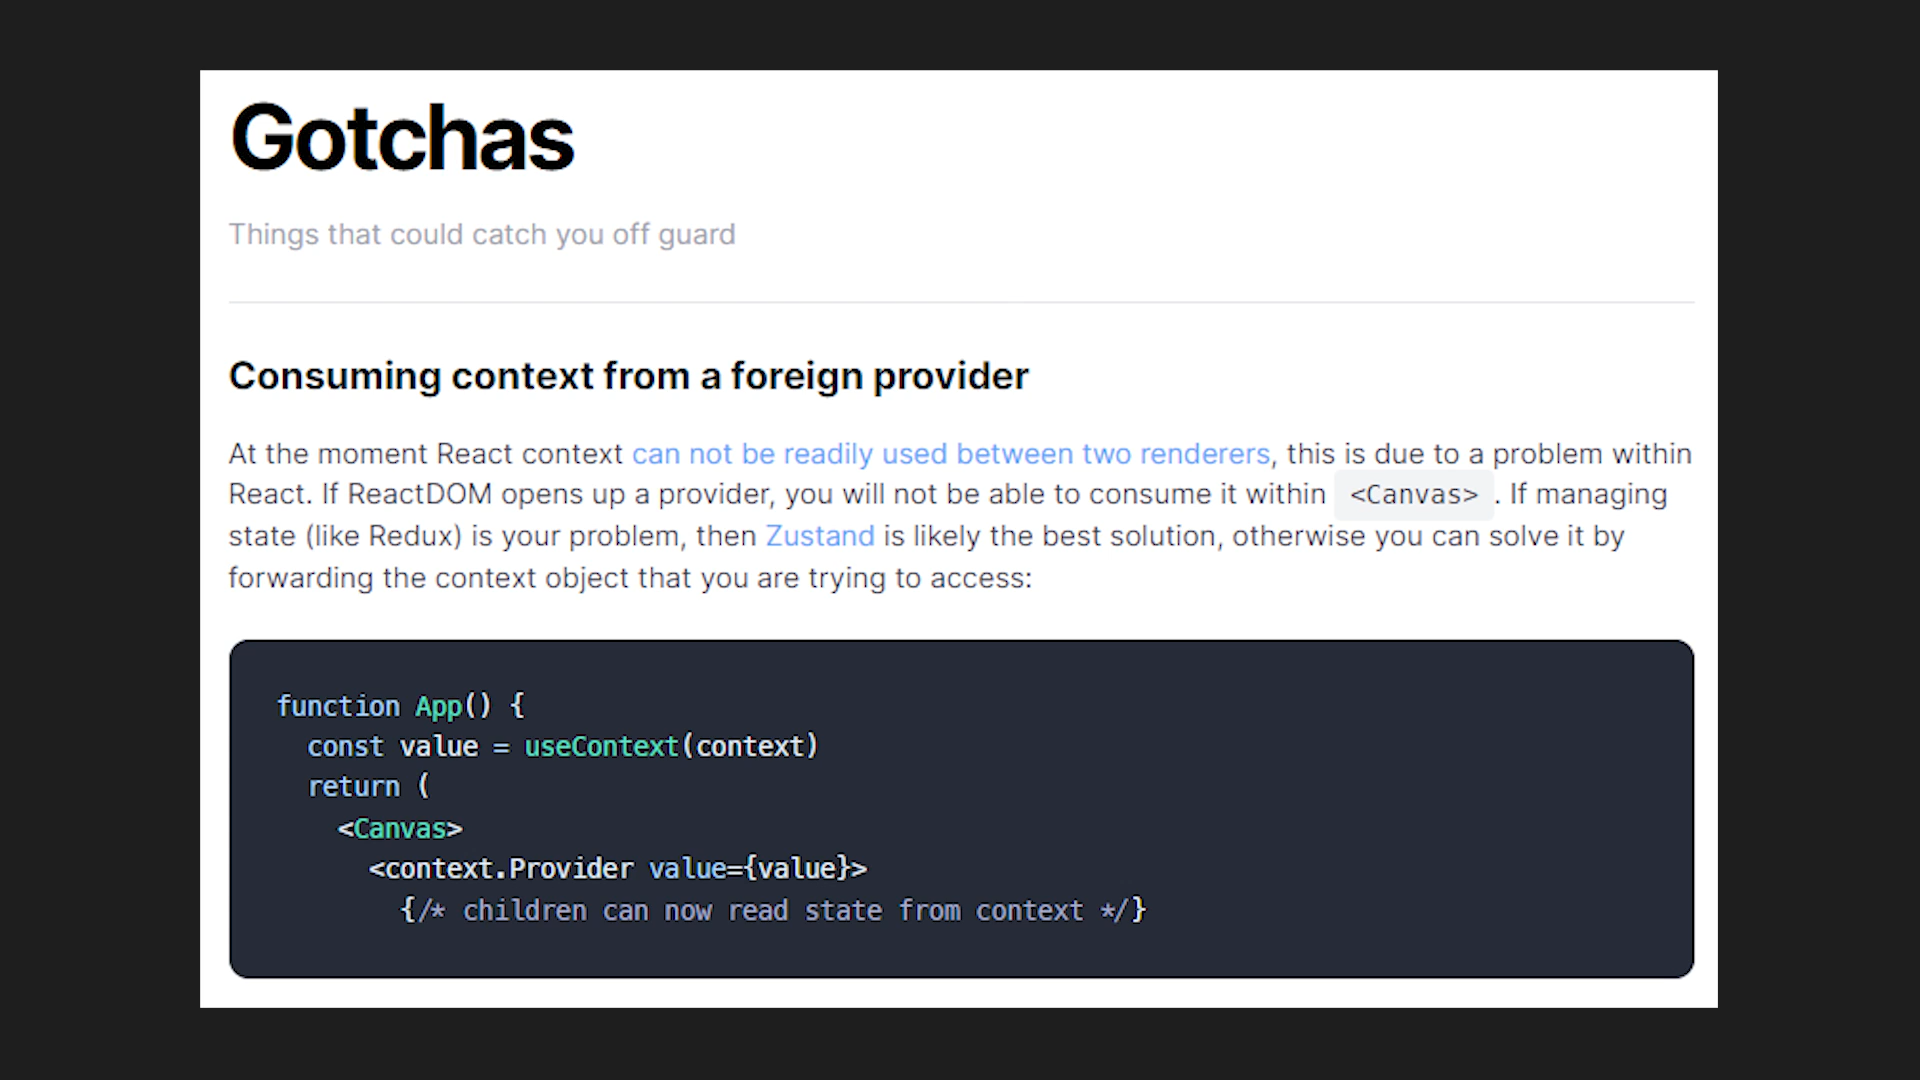 Gotchas
Things that could catch you off guard
Consuming context from a foreign provider
At the moment React context can not be readily used between two renderers, this is due to a problem within
React. If ReactDOM opens up a provider, you will not be able to consume it within <Canvas> . If managing
state (like Redux) is your problem, then Zustand is likely the best solution, otherwise you can solve it by
forwarding the context object that you are trying to access:
function App() {
  const value = useContext(context)
  return (
    <Canvas>
      <context.Provider value={value}>
        {/* children can now read state from context */}